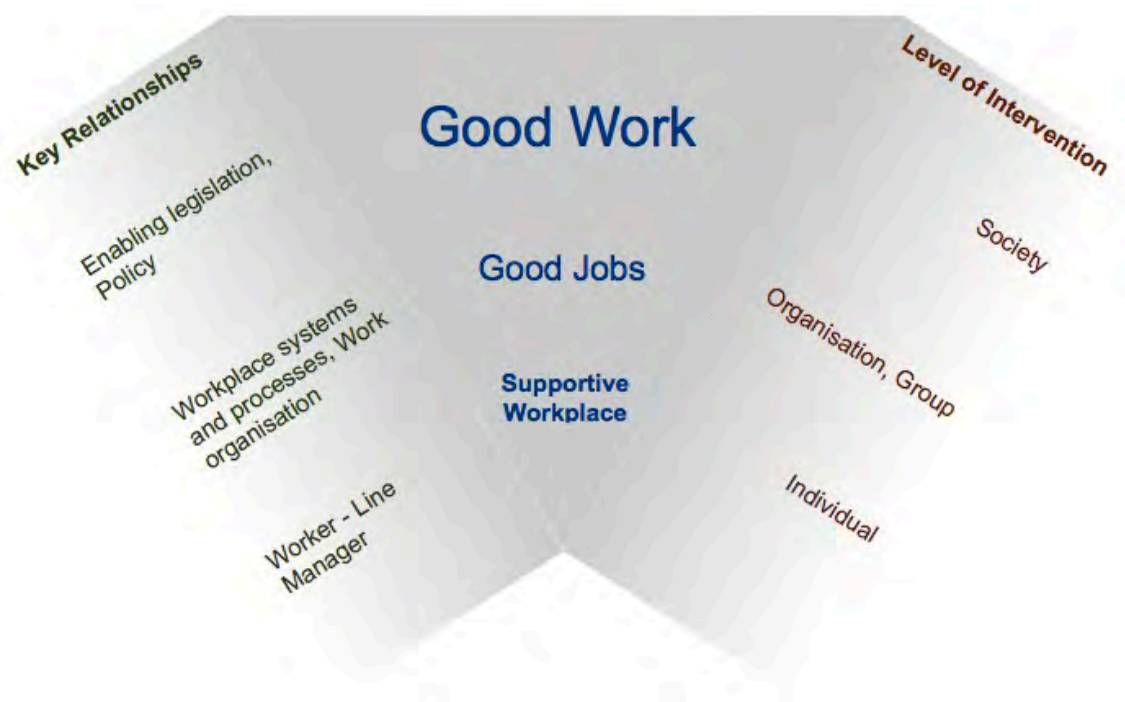 Key Relationships
Enabling legislation,
Policy
Workplace systems
and processes, Work
organisation
Worker - Line
Manager
Good Work
Good Jobs
Supportive
Workplace
Level of Intervention
Society
Organisation, Group
Individual